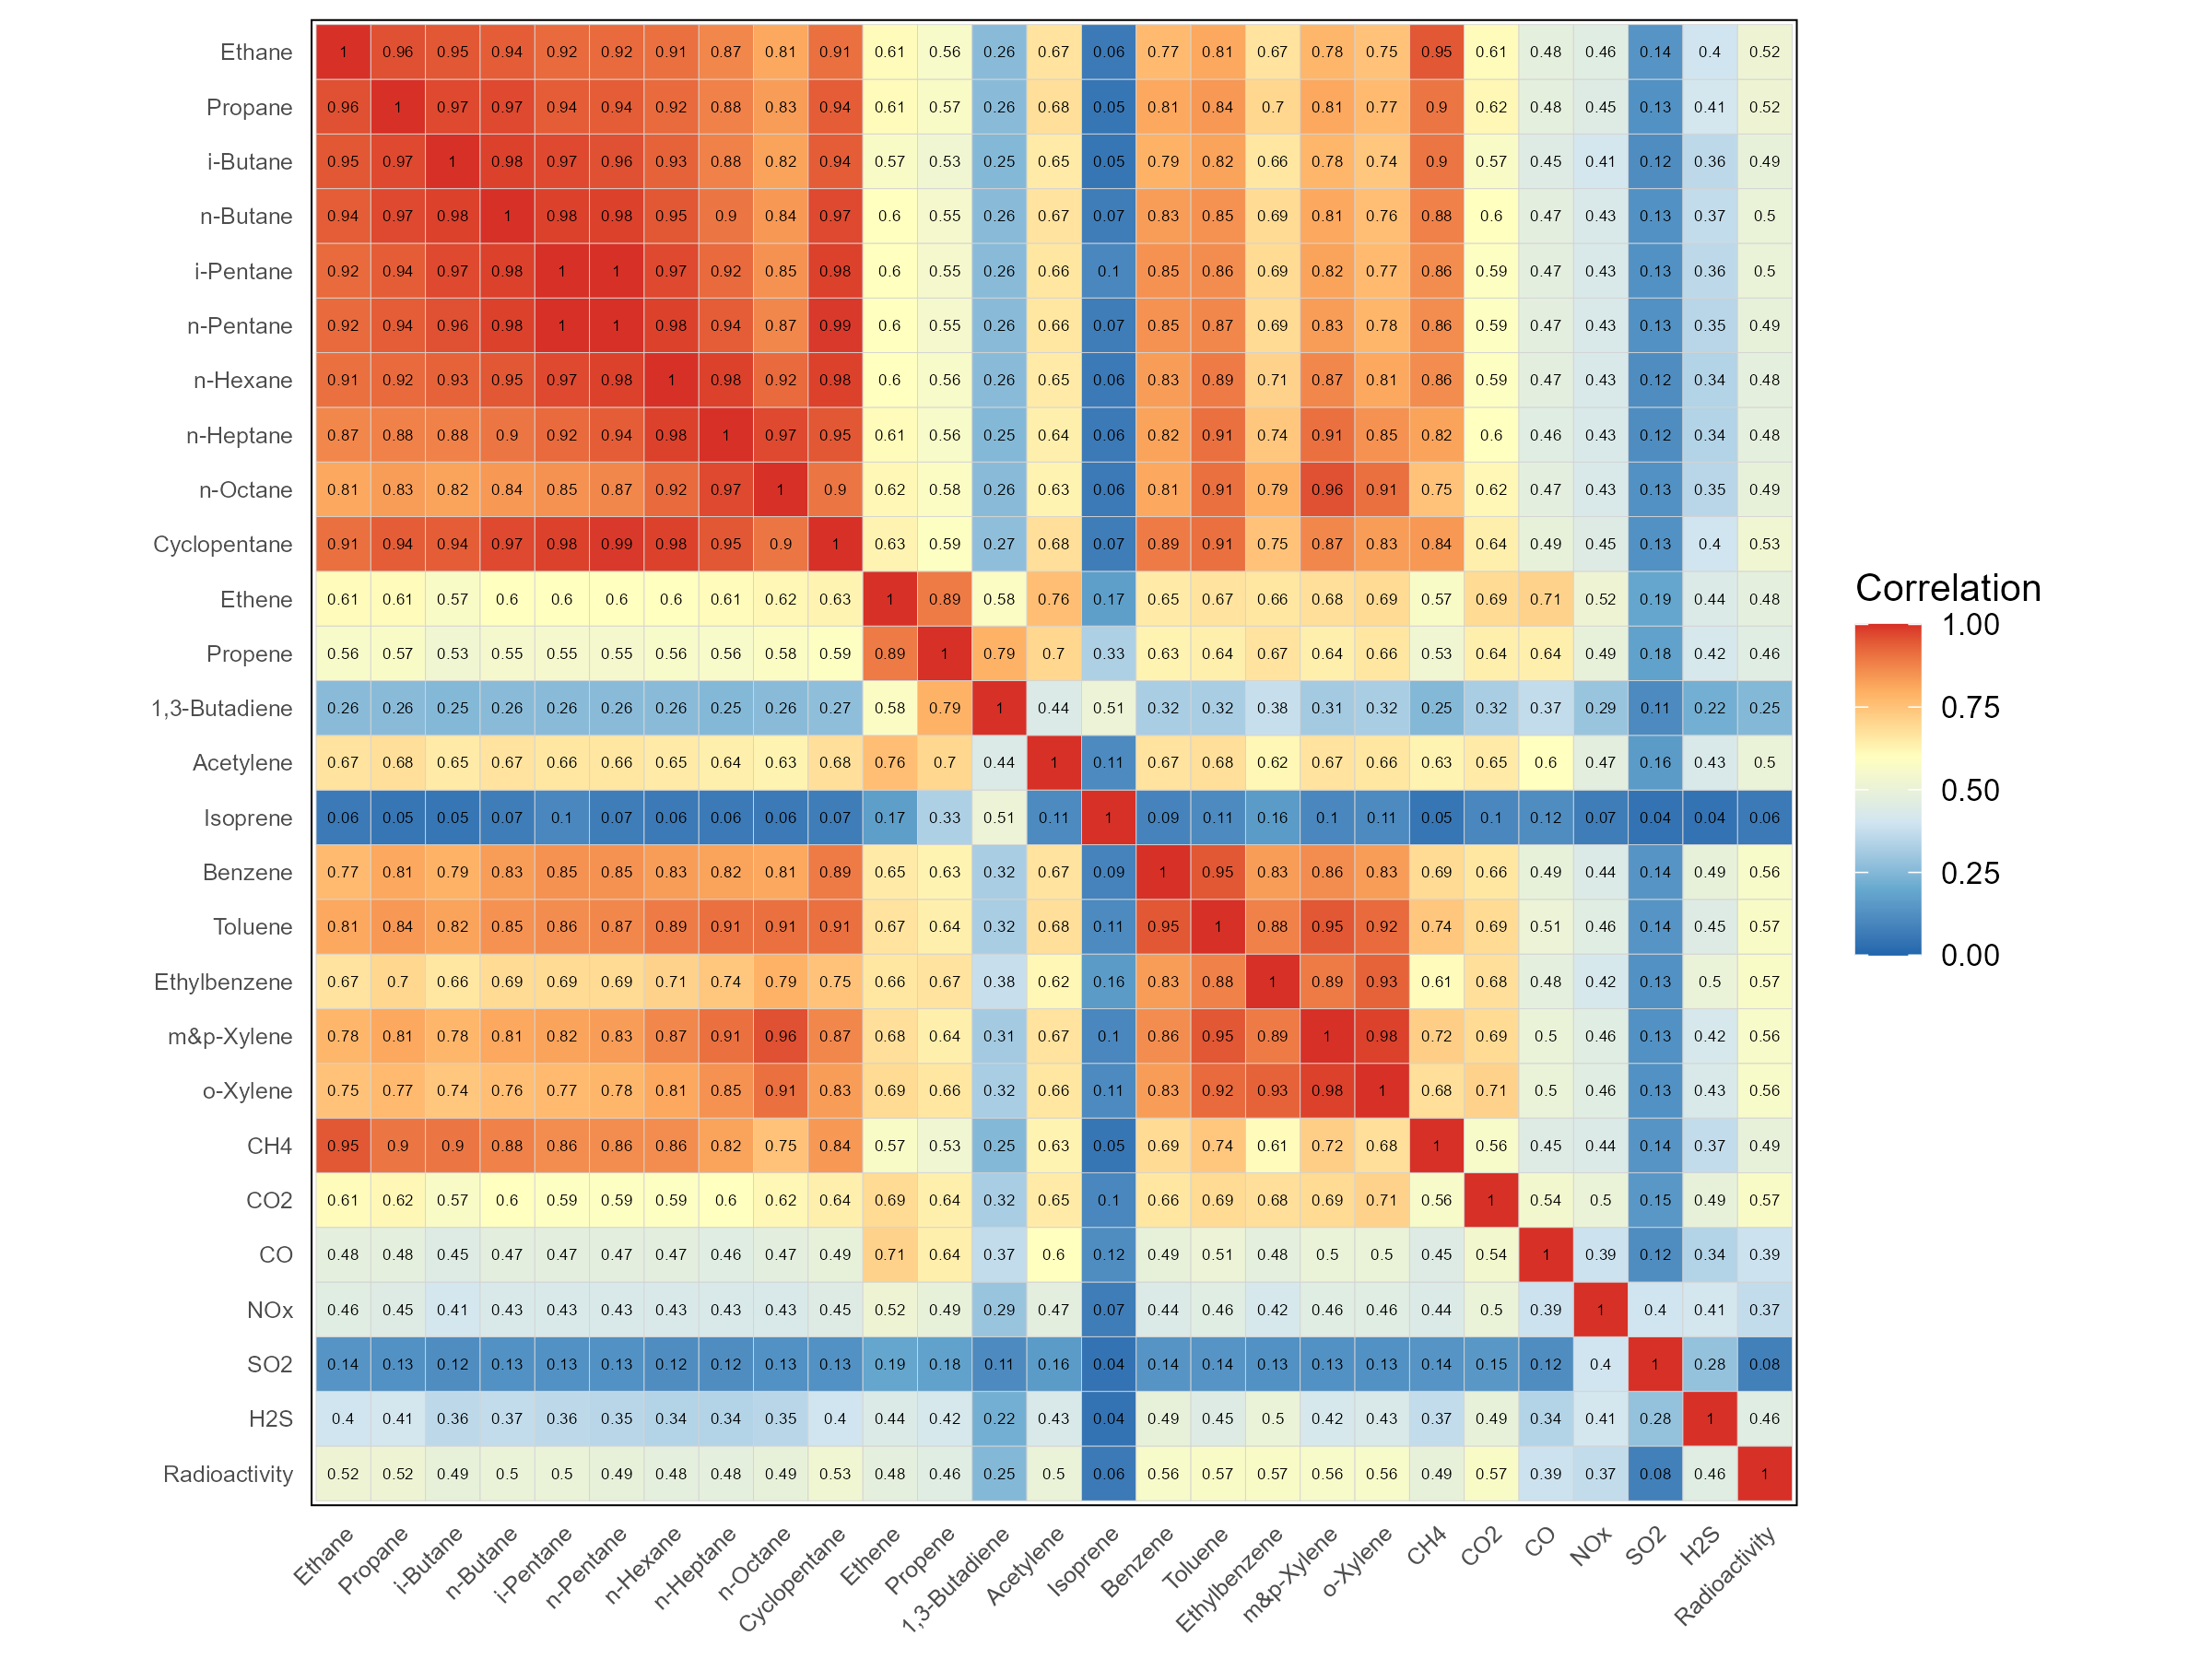 Ethane 1 0.96 0.95 0.94 0.92 0.92 0.91 0.87 0.81 0.91 0.61 0.56 0.26 0.67 0.06 0.77 0.81 0.67 0.78 0.75 0.95 0.61 0.48 0.46 0.14 0.4 0.52
Propane 0.96 1 0.97 0.97 0.94 0.94 0.92 0.88 0.83 0.94 0.61 0.57 0.26 0.68 0.05 0.81 0.84 0.7 0.81 0.77 0.9 0.62 0.48 0.45 0.13 0.41 0.52
i-Butane 0.95 0.97 1 0.98 0.97 0.96 0.93 0.88 0.82 0.94 0.57 0.53 0.25 0.65 0.05 0.79 0.82 0.66 0.78 0.74 0.9 0.57 0.45 0.41 0.12 0.36 0.49
n-Butane 0.94 0.97 0.98 1 0.98 0.98 0.95 0.9 0.84 0.97 0.6 0.55 0.26 0.67 0.07 0.83 0.85 0.69 0.81 0.76 0.88 0.6 0.47 0.43 0.13 0.37 0.5
i-Pentane 0.92 0.94 0.97 0.98 1 1 0.97 0.92 0.85 0.98 0.6 0.55 0.26 0.66 0.1 0.85 0.86 0.69 0.82 0.77 0.86 0.59 0.47 0.43 0.13 0.36 0.5
n-Pentane 0.92 0.94 0.96 0.98 1 1 0.98 0.94 0.87 0.99 0.6 0.55 0.26 0.66 0.07 0.85 0.87 0.69 0.83 0.78 0.86 0.59 0.47 0.43 0.13 0.35 0.49
n-Hexane 0.91 0.92 0.93 0.95 0.97 0.98 1 0.98 0.92 0.98 0.6 0.56 0.26 0.65 0.06 0.83 0.89 0.71 0.87 0.81 0.86 0.59 0.47 0.43 0.12 0.34 0.48
n-Heptane 0.87 0.88 0.88 0.9 0.92 0.94 0.98 1 0.97 0.95 0.61 0.56 0.25 0.64 0.06 0.82 0.91 0.74 0.91 0.85 0.82 0.6 0.46 0.43 0.12 0.34 0.48
n-Octane 0.81 0.83 0.82 0.84 0.85 0.87 0.92 0.97 1 0.9 0.62 0.58 0.26 0.63 0.06 0.81 0.91 0.79 0.96 0.91 0.75 0.62 0.47 0.43 0.13 0.35 0.49
Cyclopentane 0.91 0.94 0.94 0.97 0.98 0.99 0.98 0.95 0.9 1 0.63 0.59 0.27 0.68 0.07 0.89 0.91 0.75 0.87 0.83 0.84 0.64 0.49 0.45 0.13 0.4 0.53
Ethene 0.61 0.61 0.57 0.6 0.6 0.6 0.6 0.61 0.62 0.63 1 0.89 0.58 0.76 0.17 0.65 0.67 0.66 0.68 0.69 0.57 0.69 0.71 0.52 0.19 0.44 0.48
Propene 0.56 0.57 0.53 0.55 0.55 0.55 0.56 0.56 0.58 0.59 0.89 1 0.79 0.7 0.33 0.63 0.64 0.67 0.64 0.66 0.53 0.64 0.64 0.49 0.18 0.42 0.46
1,3-Butadiene 0.26 0.26 0.25 0.26 0.26 0.26 0.26 0.25 0.26 0.27 0.58 0.79 1 0.44 0.51 0.32 0.32 0.38 0.31 0.32 0.25 0.32 0.37 0.29 0.11 0.22 0.25
Acetylene 0.67 0.68 0.65 0.67 0.66 0.66 0.65 0.64 0.63 0.68 0.76 0.7 0.44 1 0.11 0.67 0.68 0.62 0.67 0.66 0.63 0.65 0.6 0.47 0.16 0.43 0.5
Isoprene 0.06 0.05 0.05 0.07 0.1 0.07 0.06 0.06 0.06 0.07 0.17 0.33 0.51 0.11 1 0.09 0.11 0.16 0.1 0.11 0.05 0.1 0.12 0.07 0.04 0.04 0.06
Benzene 0.77 0.81 0.79 0.83 0.85 0.85 0.83 0.82 0.81 0.89 0.65 0.63 0.32 0.67 0.09 1 0.95 0.83 0.86 0.83 0.69 0.66 0.49 0.44 0.14 0.49 0.56
Toluene 0.81 0.84 0.82 0.85 0.86 0.87 0.89 0.91 0.91 0.91 0.67 0.64 0.32 0.68 0.11 0.95 1 0.88 0.95 0.92 0.74 0.69 0.51 0.46 0.14 0.45 0.57
Ethylbenzene 0.67 0.7 0.66 0.69 0.69 0.69 0.71 0.74 0.79 0.75 0.66 0.67 0.38 0.62 0.16 0.83 0.88 1 0.89 0.93 0.61 0.68 0.48 0.42 0.13 0.5 0.57
m&p-Xylene 0.78 0.81 0.78 0.81 0.82 0.83 0.87 0.91 0.96 0.87 0.68 0.64 0.31 0.67 0.1 0.86 0.95 0.89 1 0.98 0.72 0.69 0.5 0.46 0.13 0.42 0.56
o-Xylene 0.75 0.77 0.74 0.76 0.77 0.78 0.81 0.85 0.91 0.83 0.69 0.66 0.32 0.66 0.11 0.83 0.92 0.93 0.98 1 0.68 0.71 0.5 0.46 0.13 0.43 0.56
CH4 0.95 0.9 0.9 0.88 0.86 0.86 0.86 0.82 0.75 0.84 0.57 0.53 0.25 0.63 0.05 0.69 0.74 0.61 0.72 0.68 1 0.56 0.45 0.44 0.14 0.37 0.49
CO2 0.61 0.62 0.57 0.6 0.59 0.59 0.59 0.6 0.62 0.64 0.69 0.64 0.32 0.65 0.1 0.66 0.69 0.68 0.69 0.71 0.56 1 0.54 0.5 0.15 0.49 0.57
CO 0.48 0.48 0.45 0.47 0.47 0.47 0.47 0.46 0.47 0.49 0.71 0.64 0.37 0.6 0.12 0.49 0.51 0.48 0.5 0.5 0.45 0.54 1 0.39 0.12 0.34 0.39
NOx 0.46 0.45 0.41 0.43 0.43 0.43 0.43 0.43 0.43 0.45 0.52 0.49 0.29 0.47 0.07 0.44 0.46 0.42 0.46 0.46 0.44 0.5 0.39 1 0.4 0.41 0.37
SO2 0.14 0.13 0.12 0.13 0.13 0.13 0.12 0.12 0.13 0.13 0.19 0.18 0.11 0.16 0.04 0.14 0.14 0.13 0.13 0.13 0.14 0.15 0.12 0.4 1 0.28 0.08
H2S 0.4 0.41 0.36 0.37 0.36 0.35 0.34 0.34 0.35 0.4 0.44 0.42 0.22 0.43 0.04 0.49 0.45 0.5 0.42 0.43 0.37 0.49 0.34 0.41 0.28 1 0.46
Radioactivity 0.52 0.52 0.49 0.5 0.5 0.49 0.48 0.48 0.49 0.53 0.48 0.46 0.25 0.5 0.06 0.56 0.57 0.57 0.56 0.56 0.49 0.57 0.39 0.37 0.08 0.46 1
Ethane Propane i-Butane n-Butane i-Pentane n-Pentane n-Hexane n-Heptane n-Octane Cyclopentane Ethene Propene 1,3-Butadiene Acetylene Isoprene Benzene Toluene Ethylbenzene m&p-Xylene o-Xylene CH4 CO2 CO NOx SO2 H2S Radioactivity
Correlation
1.00
0.75
0.50
0.25
0.00